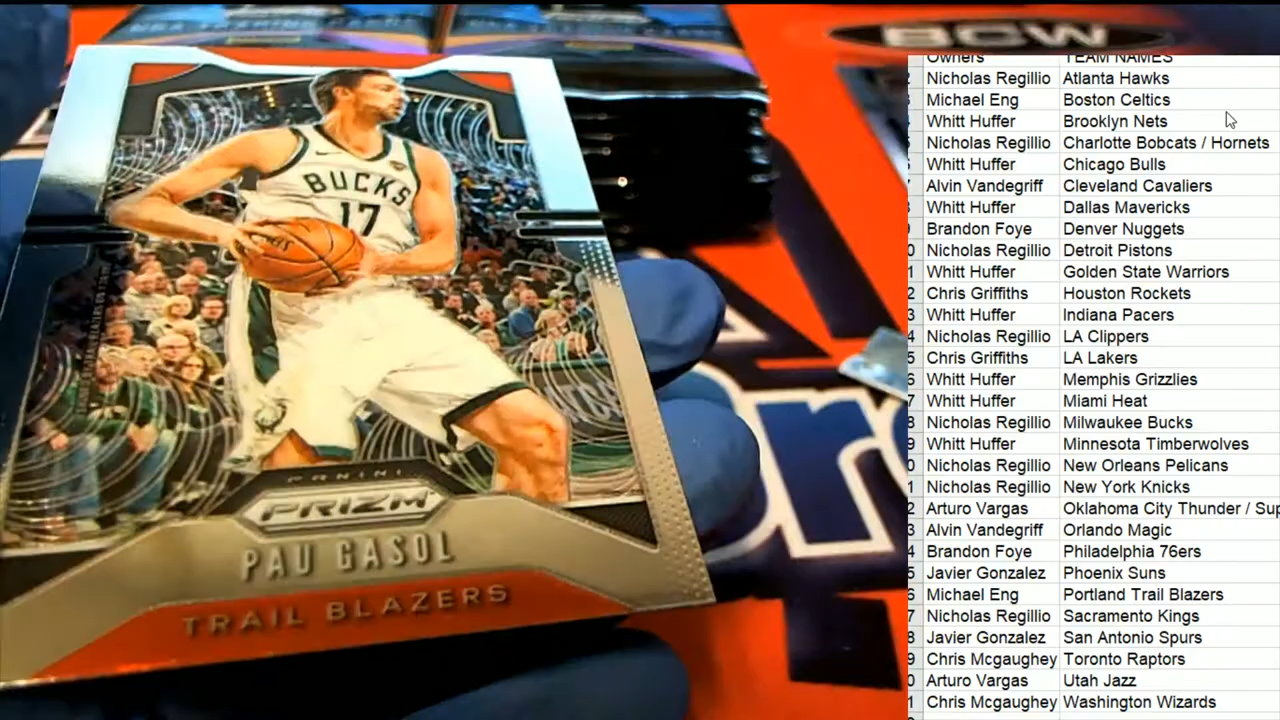 BCW
BUCKS
17
PANINI
PRIZM
PAU GASOL
TRAIL BLAZERS
Owners TEAM NAMES
Nicholas Regillio Atlanta Hawks
Michael Eng Boston Celtics
Whitt Huffer Brooklyn Nets
Nicholas Regillio Charlotte Bobcats / Hornets
Whitt Huffer Chicago Bulls
Alvin Vandegriff Cleveland Cavaliers
Whitt Huffer Dallas Mavericks
Brandon Foye Denver Nuggets
Nicholas Regillio Detroit Pistons
Whitt Huffer Golden State Warriors
Chris Griffiths Houston Rockets
Whitt Huffer Indiana Pacers
Nicholas Regillio LA Clippers
Chris Griffiths LA Lakers
Whitt Huffer Memphis Grizzlies
Whitt Huffer Miami Heat
Nicholas Regillio Milwaukee Bucks
Whitt Huffer Minnesota Timberwolves
Nicholas Regillio New Orleans Pelicans
Nicholas Regillio New York Knicks
Arturo Vargas Oklahoma City Thunder / Sup
Alvin Vandegriff Orlando Magic
Brandon Foye Philadelphia 76ers
Javier Gonzalez Phoenix Suns
Michael Eng Portland Trail Blazers
Nicholas Regillio Sacramento Kings
Javier Gonzalez San Antonio Spurs
Chris Mcgaughey Toronto Raptors
Arturo Vargas Utah Jazz
Chris Mcgaughey Washington Wizards